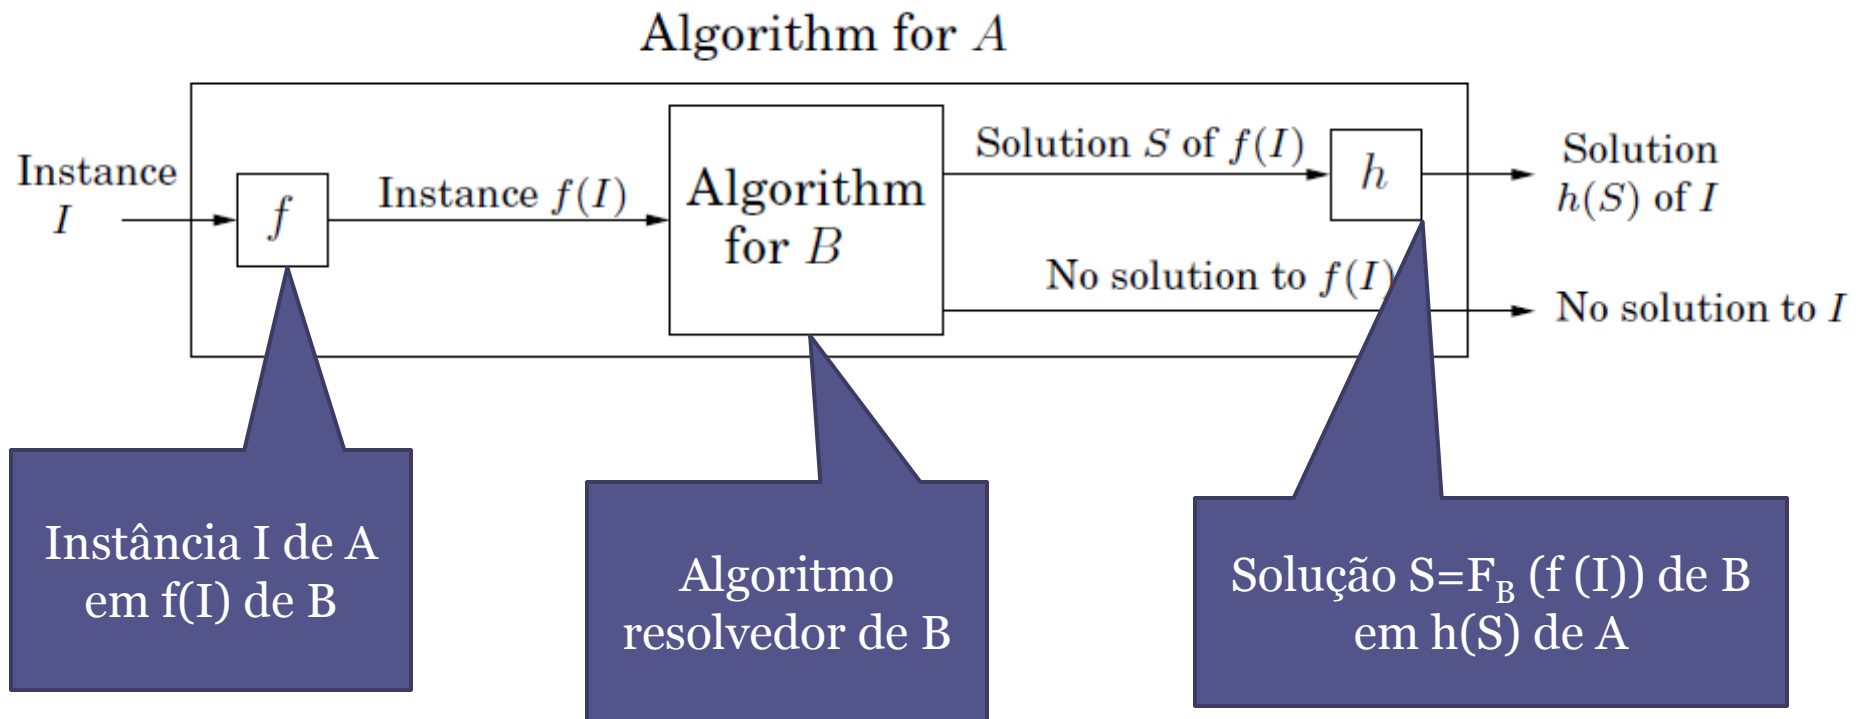 Algorithm for A
Instance
I
f
Instance f(I)
Algorithm
for B
Solution S of f(I)
h
Solution
h(S) of I
No solution to f(I)
No solution to I
Instância I de A
em f(I) de B
Algoritmo
resolvedor de B
Solução S=F_B (f (I)) de B
em h(S) de A